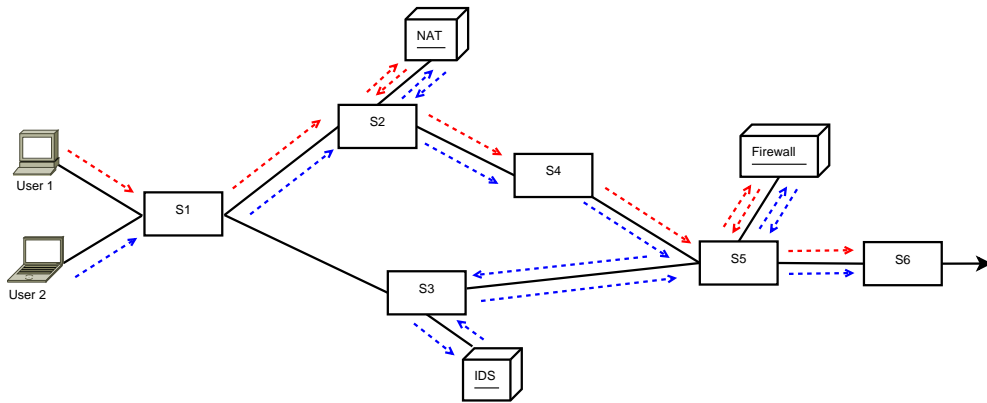 NAT
S2
Firewall
User 1
S4
S1
S5
S6
User 2
S3
IDS